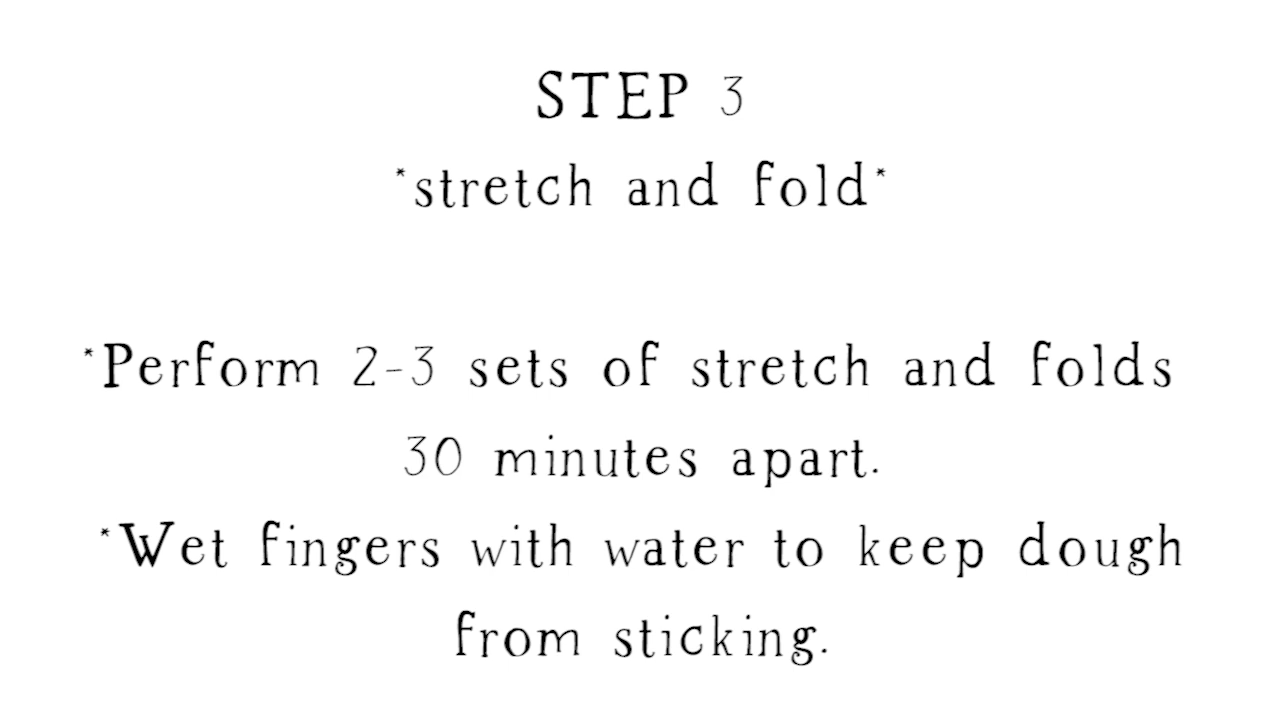 STEP 3
*stretch and fold*
*Perform 2-3 sets of stretch and folds
30 minutes apart.
*Wet fingers with water to keep dough
from sticking.